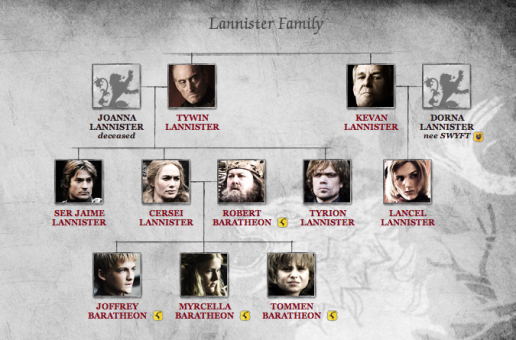 Lannister Family
JOANNA
LANNISTER
deceased
TYWIN
LANNISTER
KEVAN
LANNISTER
DORNA
LANNISTER
nee SWYFT
SER JAIME
LANNISTER
CERSEI
LANNISTER
ROBERT
BARATHEON
TYRION
LANNISTER
LANCEL
LANNISTER
JOFFREY
BARATHEON
MYRCELLA
BARATHEON
TOMMEN
BARATHEON